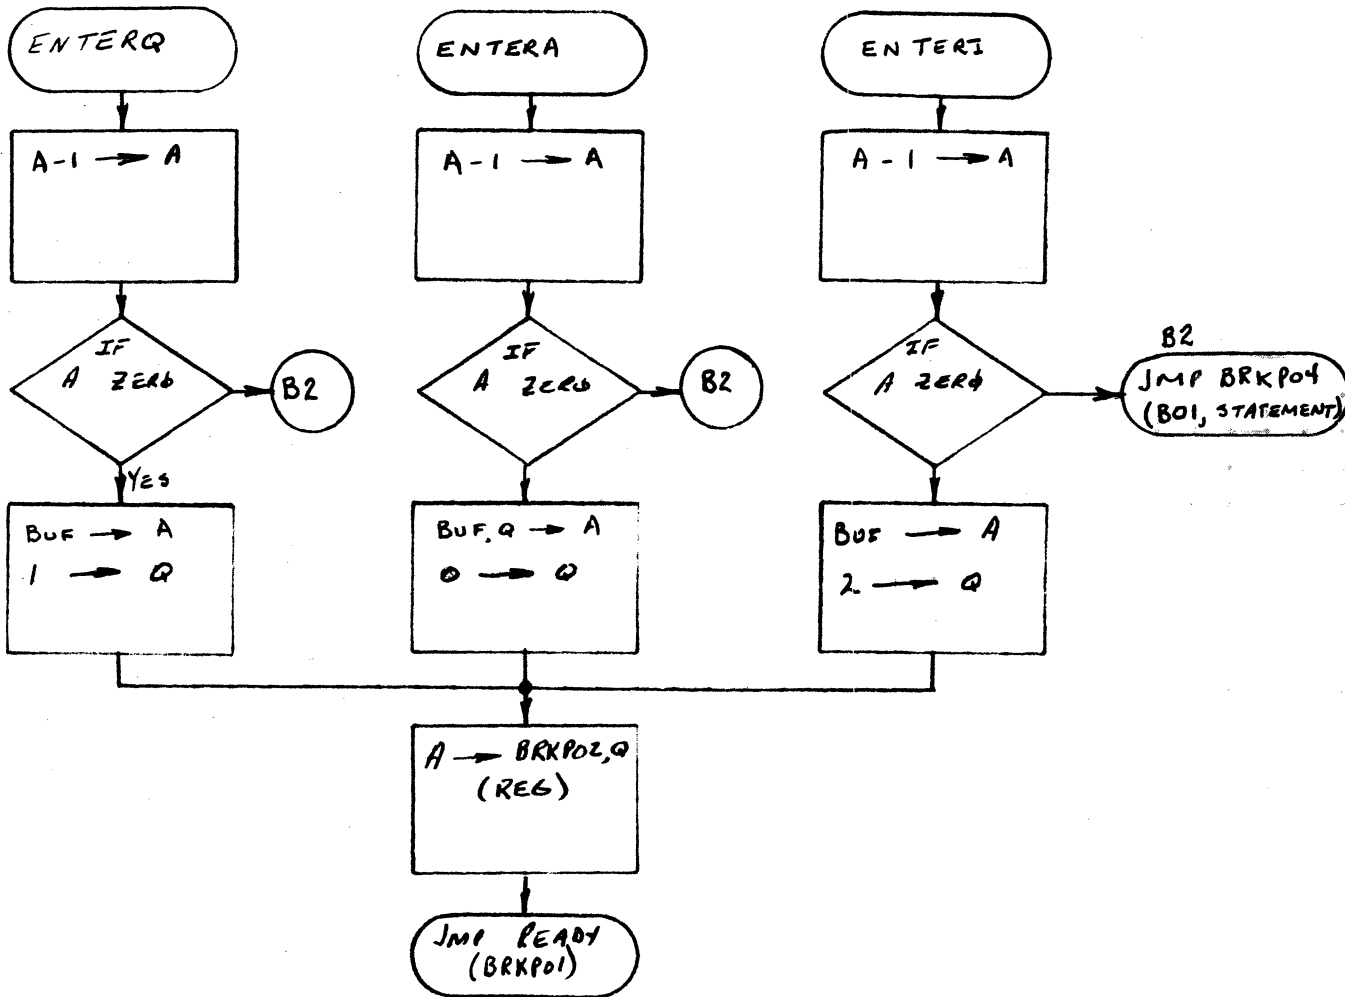 ENTERQ
A-1 → A
IF
A ZERO
B2
YES
BUF → A
1 → Q
ENTERA
A-1 → A
IF
A ZERO
B2
BUF,Q → A
0 → Q
ENTERI
A-1 → A
IF
A ZERO
B2
JMP BRKP04
(B01, STATEMENT)
BUF → A
2 → Q
A → BRKP02,Q
(REG)
JMP READY
(BRKP01)